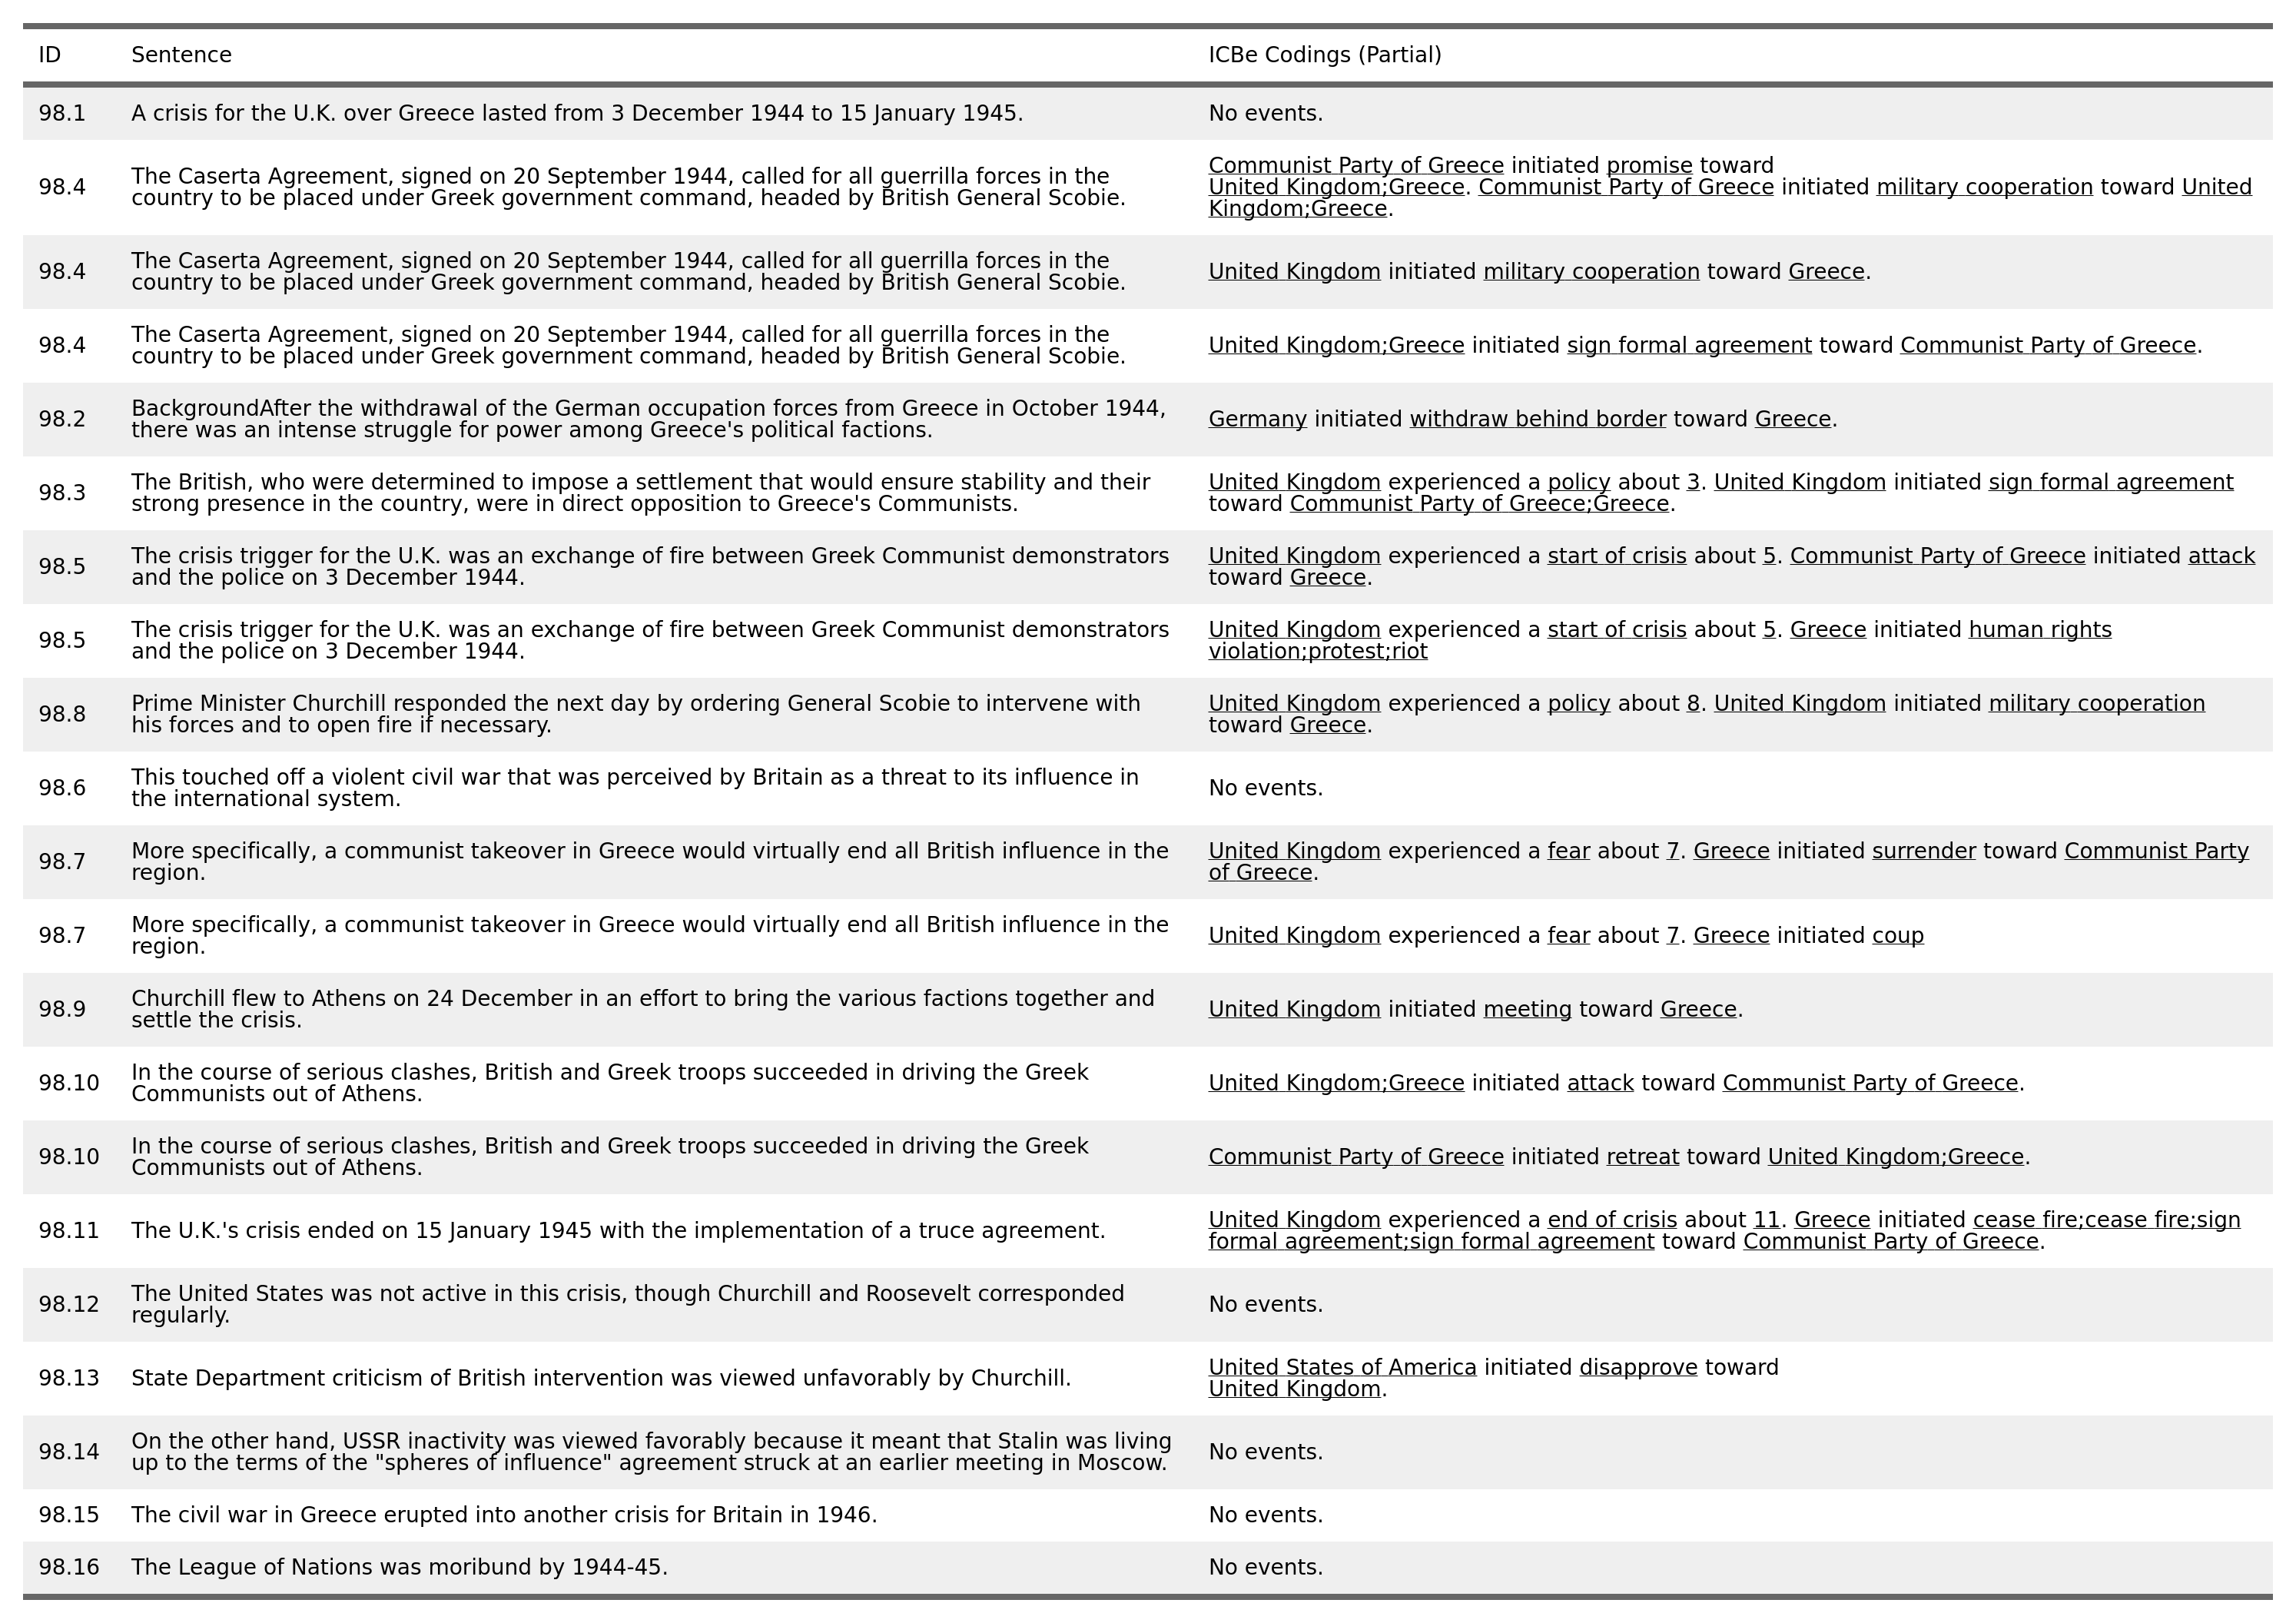 ID Sentence ICBe Codings (Partial)
98.1 A crisis for the U.K. over Greece lasted from 3 December 1944 to 15 January 1945. No events.
98.4 The Caserta Agreement, signed on 20 September 1944, called for all guerrilla forces in the
country to be placed under Greek government command, headed by British General Scobie.
Communist Party of Greece initiated promise toward
United Kingdom;Greece. Communist Party of Greece initiated military cooperation toward United
Kingdom;Greece.
98.4 The Caserta Agreement, signed on 20 September 1944, called for all guerrilla forces in the
country to be placed under Greek government command, headed by British General Scobie.
United Kingdom initiated military cooperation toward Greece.
98.4 The Caserta Agreement, signed on 20 September 1944, called for all guerrilla forces in the
country to be placed under Greek government command, headed by British General Scobie.
United Kingdom;Greece initiated sign formal agreement toward Communist Party of Greece.
98.2 BackgroundAfter the withdrawal of the German occupation forces from Greece in October 1944,
there was an intense struggle for power among Greece's political factions.
Germany initiated withdraw behind border toward Greece.
98.3 The British, who were determined to impose a settlement that would ensure stability and their
strong presence in the country, were in direct opposition to Greece's Communists.
United Kingdom experienced a policy about 3. United Kingdom initiated sign formal agreement
toward Communist Party of Greece;Greece.
98.5 The crisis trigger for the U.K. was an exchange of fire between Greek Communist demonstrators
and the police on 3 December 1944.
United Kingdom experienced a start of crisis about 5. Communist Party of Greece initiated attack
toward Greece.
98.5 The crisis trigger for the U.K. was an exchange of fire between Greek Communist demonstrators
and the police on 3 December 1944.
United Kingdom experienced a start of crisis about 5. Greece initiated human rights
violation;protest;riot
98.8 Prime Minister Churchill responded the next day by ordering General Scobie to intervene with
his forces and to open fire if necessary.
United Kingdom experienced a policy about 8. United Kingdom initiated military cooperation
toward Greece.
98.6 This touched off a violent civil war that was perceived by Britain as a threat to its influence in
the international system.
No events.
98.7 More specifically, a communist takeover in Greece would virtually end all British influence in the
region.
United Kingdom experienced a fear about 7. Greece initiated surrender toward Communist Party
of Greece.
98.7 More specifically, a communist takeover in Greece would virtually end all British influence in the
region.
United Kingdom experienced a fear about 7. Greece initiated coup
98.9 Churchill flew to Athens on 24 December in an effort to bring the various factions together and
settle the crisis.
United Kingdom initiated meeting toward Greece.
98.10 In the course of serious clashes, British and Greek troops succeeded in driving the Greek
Communists out of Athens.
United Kingdom;Greece initiated attack toward Communist Party of Greece.
98.10 In the course of serious clashes, British and Greek troops succeeded in driving the Greek
Communists out of Athens.
Communist Party of Greece initiated retreat toward United Kingdom;Greece.
98.11 The U.K.'s crisis ended on 15 January 1945 with the implementation of a truce agreement.
United Kingdom experienced a end of crisis about 11. Greece initiated cease fire;cease fire;sign
formal agreement;sign formal agreement toward Communist Party of Greece.
98.12 The United States was not active in this crisis, though Churchill and Roosevelt corresponded
regularly.
No events.
98.13 State Department criticism of British intervention was viewed unfavorably by Churchill.
United States of America initiated disapprove toward
United Kingdom.
98.14 On the other hand, USSR inactivity was viewed favorably because it meant that Stalin was living
up to the terms of the "spheres of influence" agreement struck at an earlier meeting in Moscow.
No events.
98.15 The civil war in Greece erupted into another crisis for Britain in 1946. No events.
98.16 The League of Nations was moribund by 1944-45. No events.